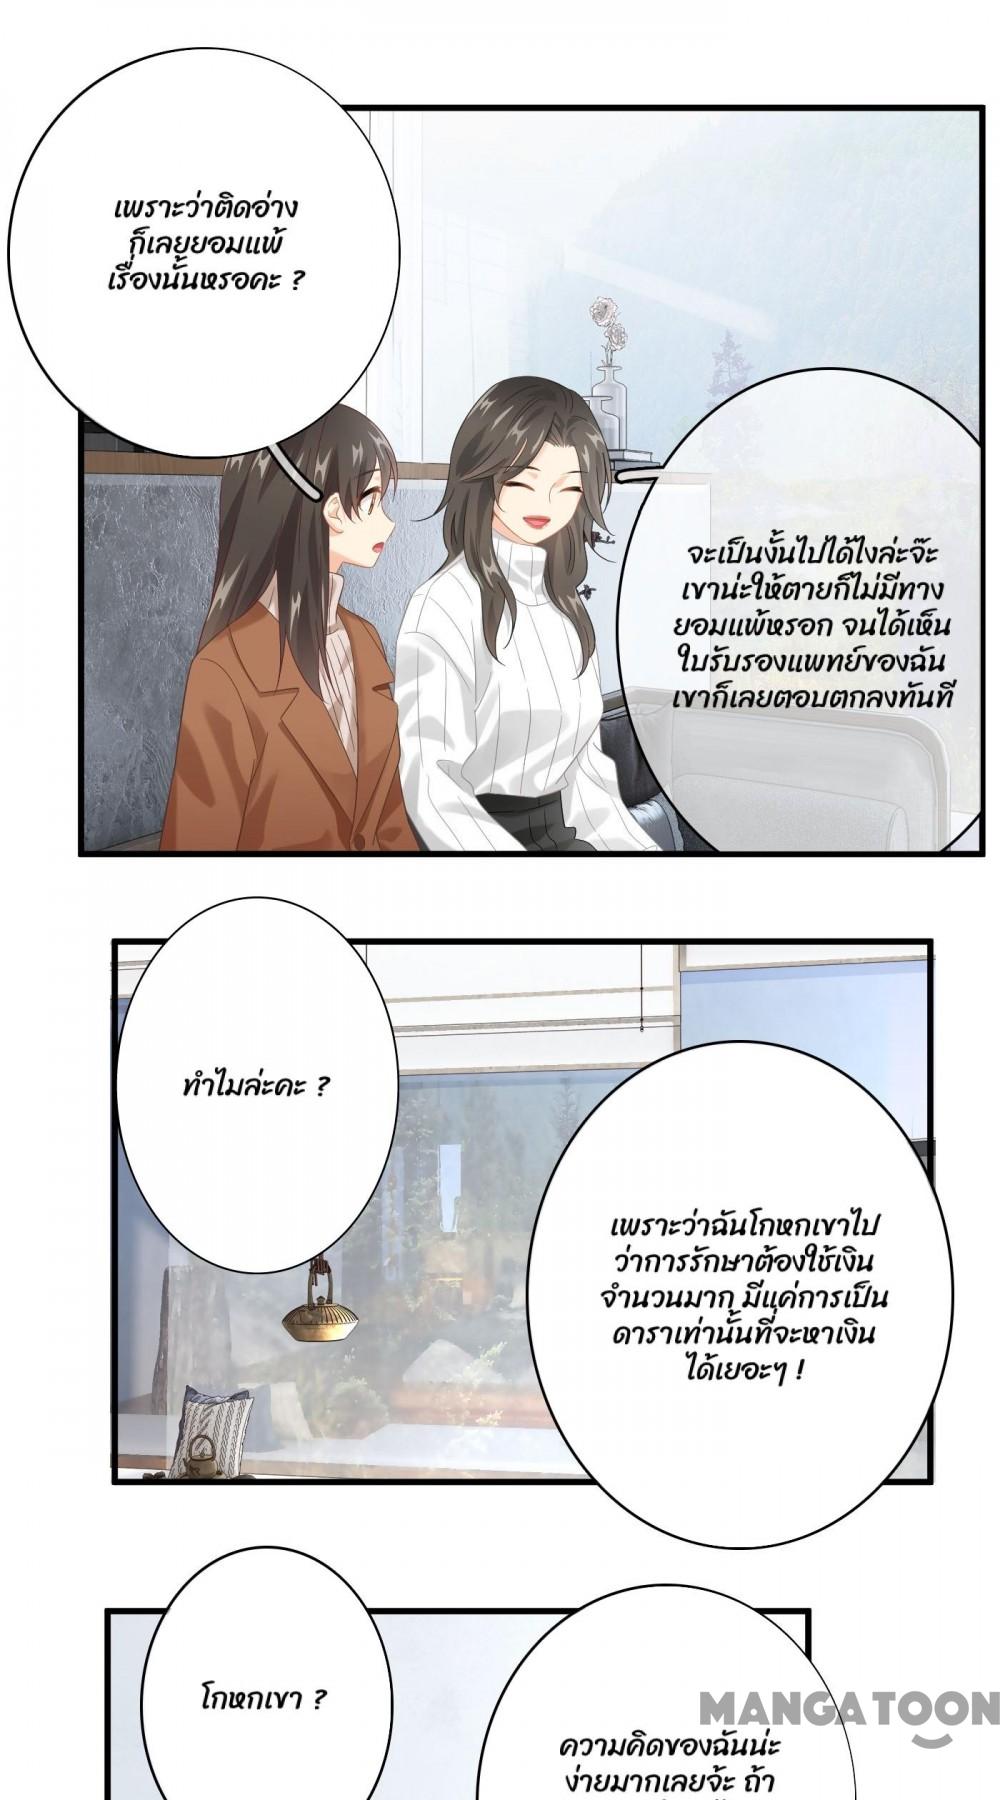 เพราะว่าติดอ่าง
ก็เลยยอมแพ้
เรื่องนั้นหรอคะ ?
จะเป็นงั้นไปได้ไงล่ะจ๊ะ
เขาน่ะให้ตายก็ไม่มีทาง
ยอมแพ้หรอก จนได้เห็น
ใบรับรองแพทย์ของฉัน
เขาก็เลยตอบตกลงทันที
ทำไมล่ะคะ ?
เพราะว่าฉันโกหกเขาไป
ว่าการรักษาต้องใช้เงิน
จำนวนมาก มีแค่การเป็น
ดาราเท่านั้นที่จะหาเงิน
ได้เยอะๆ !
โกหกเขา ?
MANGATOON
ความคิดของฉันน่ะ
ง่ายมากเลยจ้ะ ถ้า